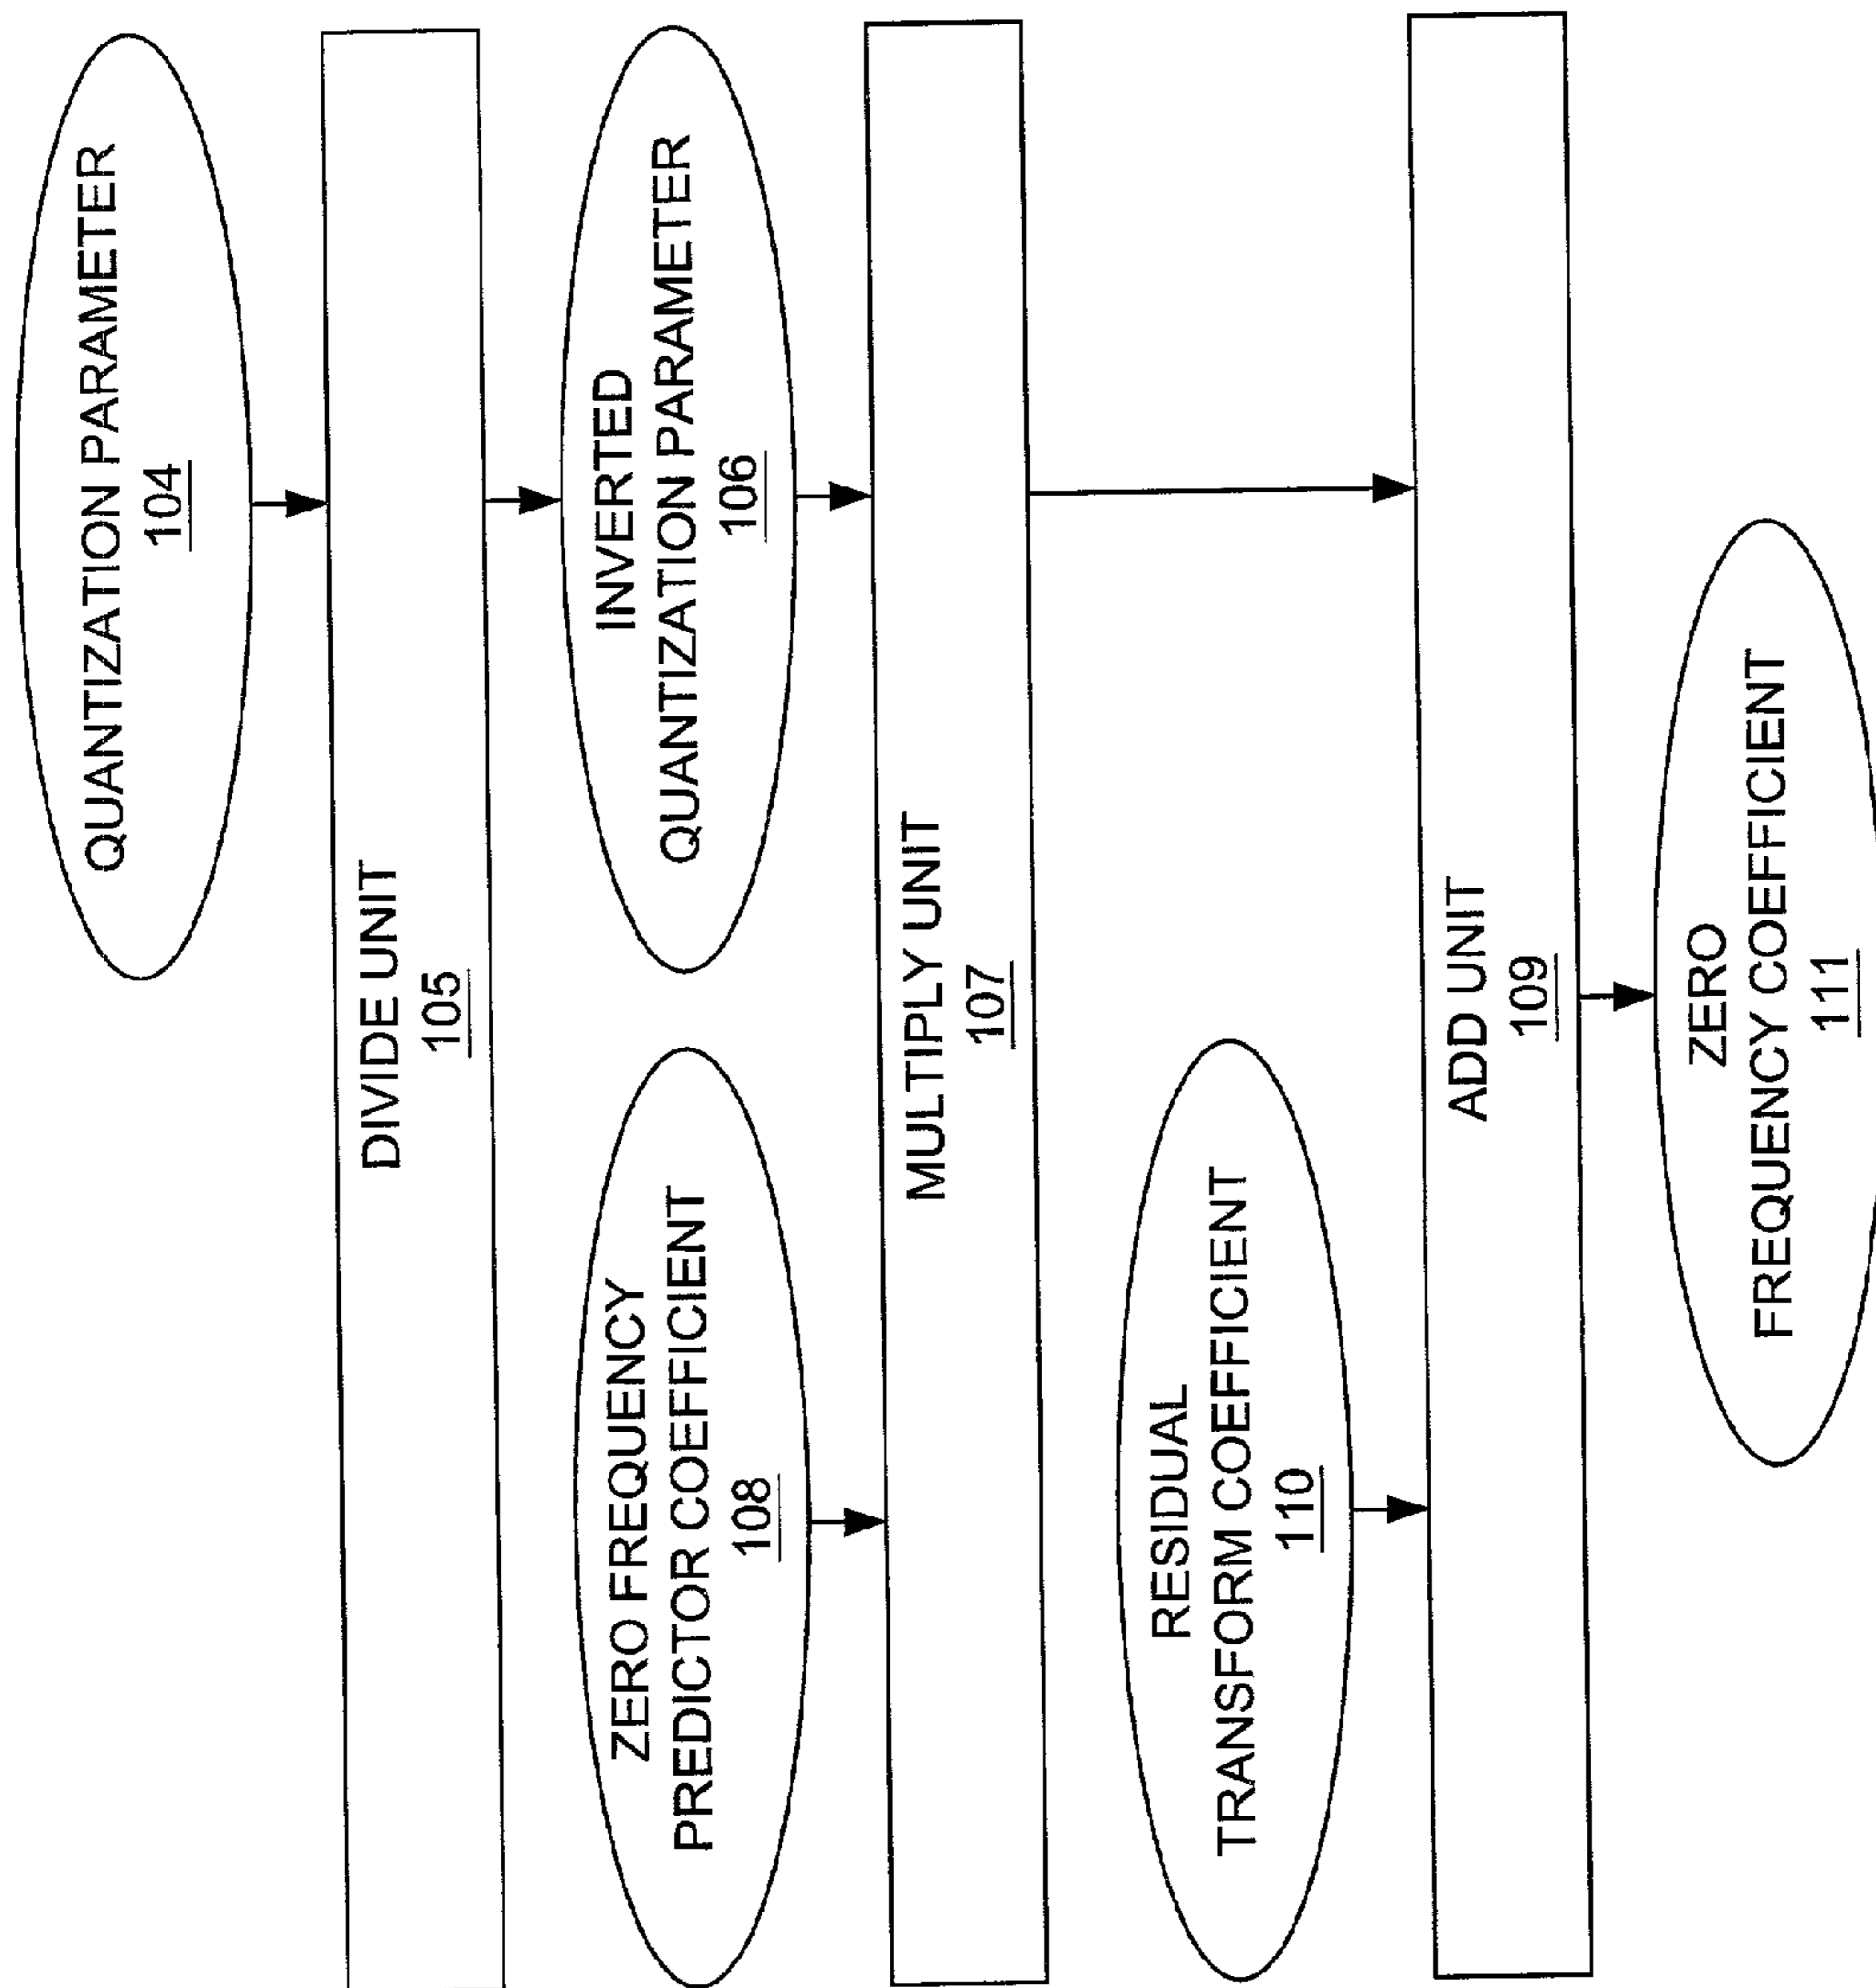 QUANTIZATION PARAMETER
104
DIVIDE UNIT
105
INVERTED
QUANTIZATION PARAMETER
106
ZERO FREQUENCY
PREDICTOR COEFFICIENT
108
MULTIPLY UNIT
107
RESIDUAL
TRANSFORM COEFFICIENT
110
ADD UNIT
109
ZERO
FREQUENCY COEFFICIENT
111